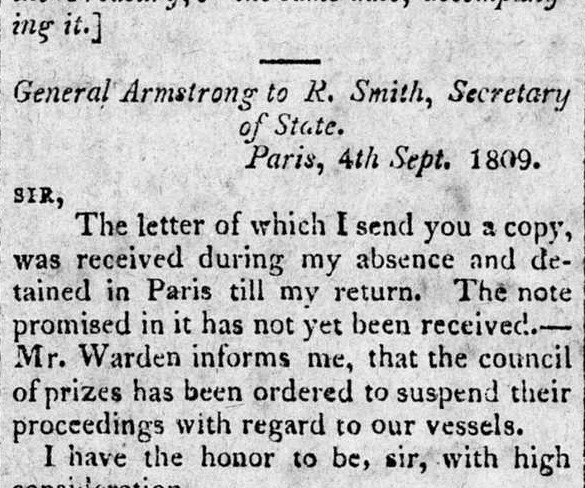 ing it.]
General Armstrong to R. Smith, Secretary
of State.
Paris, 4th Sept. 1809.
SIR,
The letter of which I send you a copy,
was received during my absence and de-
tained in Paris till my return. The note
promised in it has not yet been received.—
Mr. Warden informs me, that the council
of prizes has been ordered to suspend their
proceedings with regard to our vessels.
I have the honor to be, sir, with high
consideration